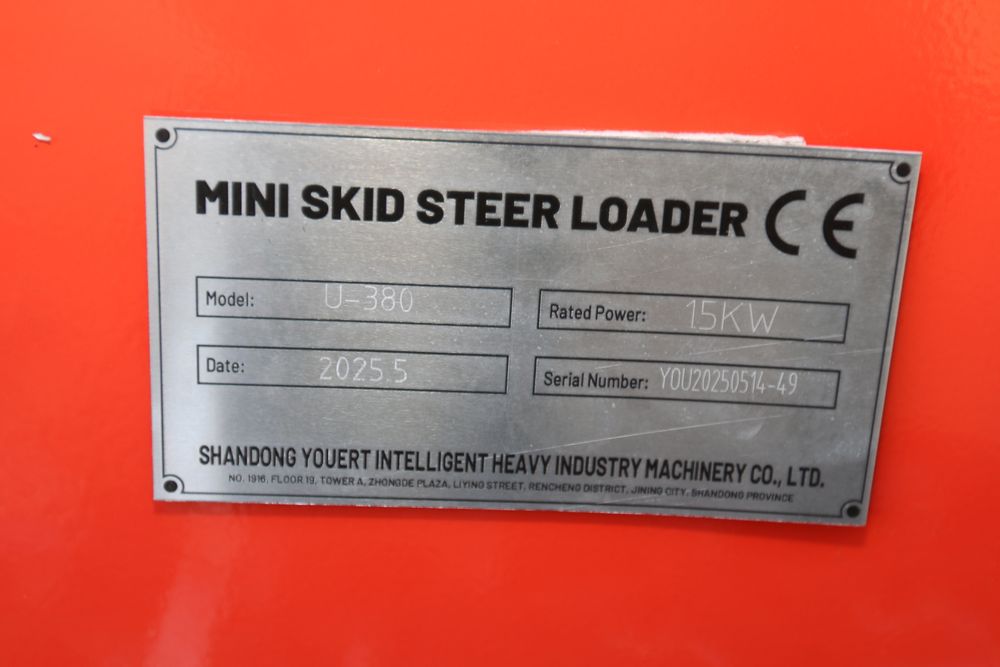 MINI SKID STEER LOADER CE
Model: U-380
Rated Power: 15KW
Date: 2025.5
Serial Number: YOU20250514-49
SHANDONG YOUERT INTELLIGENT HEAVY INDUSTRY MACHINERY CO., LTD.
NO. 1916, FLOOR 19, TOWER A, ZHONGDE PLAZA, LIYING STREET, RENCHENG DISTRICT, JINING CITY, SHANDONG PROVINCE